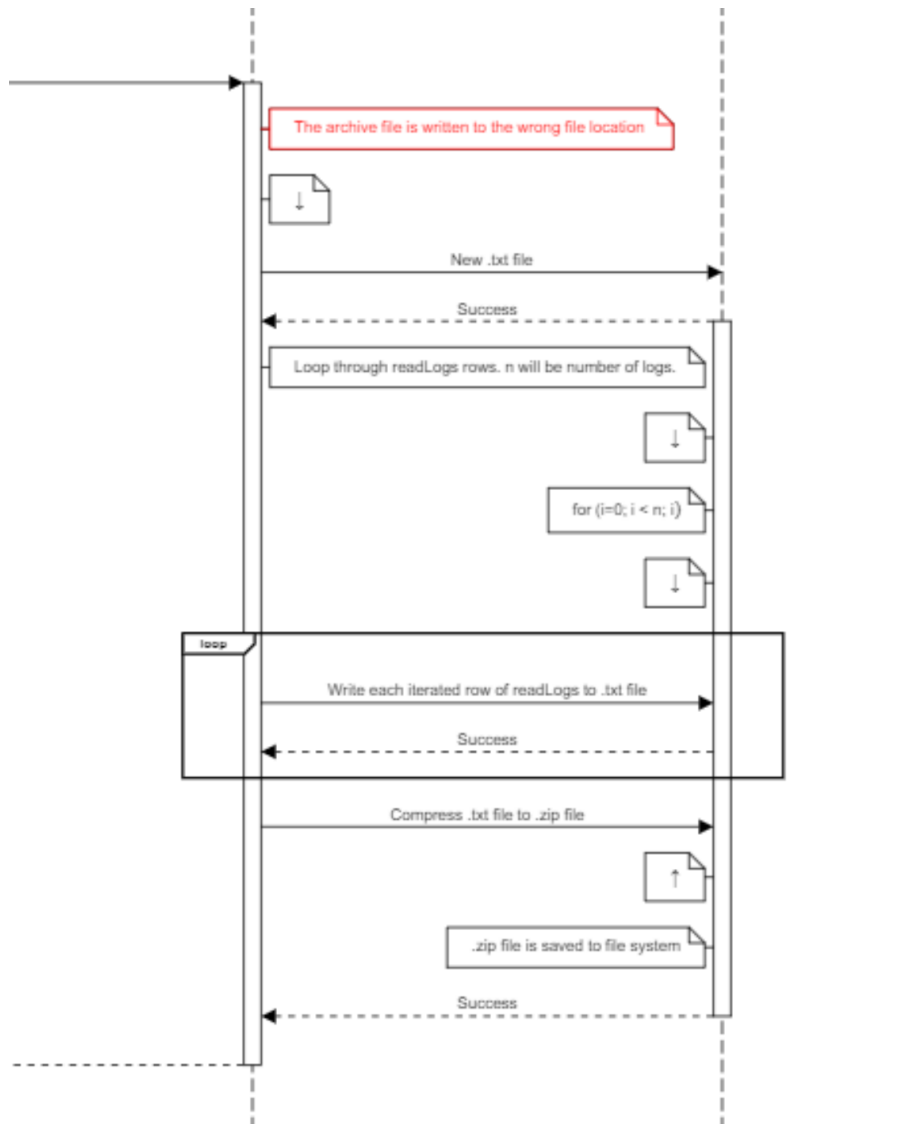 The archive file is written to the wrong file location
↓
New .txt file
Success
Loop through readLogs rows. n will be number of logs.
↓
for (i=0; i < n; i)
↓
loop
Write each iterated row of readLogs to .txt file
Success
Compress .txt file to .zip file
↑
.zip file is saved to file system
Success